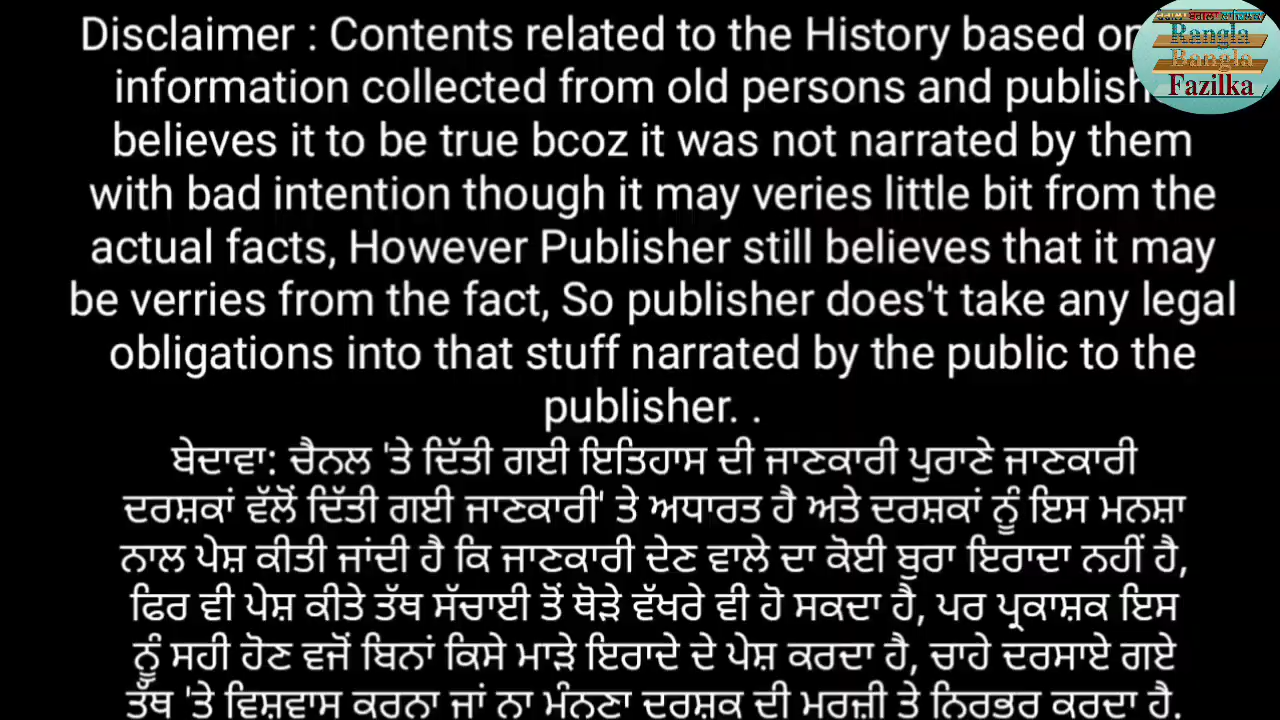 Disclaimer : Contents related to the History based on
information collected from old persons and publish
believes it to be true bcoz it was not narrated by them
with bad intention though it may veries little bit from the
actual facts, However Publisher still believes that it may
be verries from the fact, So publisher does't take any legal
obligations into that stuff narrated by the public to the
publisher. .
ਬੇਦਾਵਾ: ਚੈਨਲ 'ਤੇ ਦਿੱਤੀ ਗਈ ਇਤਿਹਾਸ ਦੀ ਜਾਣਕਾਰੀ ਪੁਰਾਣੇ ਜਾਣਕਾਰੀ
ਦਰਸ਼ਕਾਂ ਵੱਲੋਂ ਦਿੱਤੀ ਗਈ ਜਾਣਕਾਰੀ' ਤੇ ਅਧਾਰਤ ਹੈ ਅਤੇ ਦਰਸ਼ਕਾਂ ਨੂੰ ਇਸ ਮਨਸ਼ਾ
ਨਾਲ ਪੇਸ਼ ਕੀਤੀ ਜਾਂਦੀ ਹੈ ਕਿ ਜਾਣਕਾਰੀ ਦੇਣ ਵਾਲੇ ਦਾ ਕੋਈ ਬੁਰਾ ਇਰਾਦਾ ਨਹੀਂ ਹੈ,
ਫਿਰ ਵੀ ਪੇਸ਼ ਕੀਤੇ ਤੱਥ ਸੱਚਾਈ ਤੋਂ ਥੋੜੇ ਵੱਖਰੇ ਵੀ ਹੋ ਸਕਦਾ ਹੈ, ਪਰ ਪ੍ਰਕਾਸ਼ਕ ਇਸ
ਨੂੰ ਸਹੀ ਹੋਣ ਵਜੋਂ ਬਿਨਾਂ ਕਿਸੇ ਮਾੜੇ ਇਰਾਦੇ ਦੇ ਪੇਸ਼ ਕਰਦਾ ਹੈ, ਚਾਹੇ ਦਰਸਾਏ ਗਏ
ਤੱਥ 'ਤੇ ਵਿਸ਼ਵਾਸ ਕਰਨਾ ਜਾਂ ਨਾ ਮੰਨਣਾ ਦਰਸ਼ਕ ਦੀ ਮਰਜ਼ੀ ਤੇ ਨਿਰਭਰ ਕਰਦਾ ਹੈ.
Rangla
Bangla
Fazilka